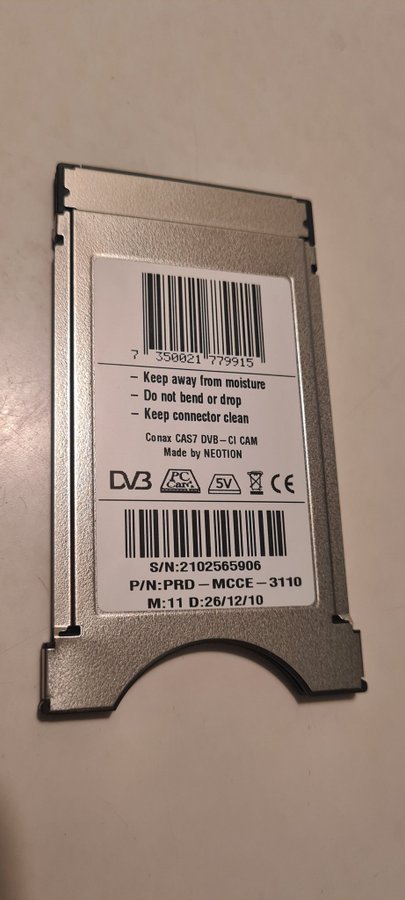 7 350021 779915
– Keep away from moisture
– Do not bend or drop
– Keep connector clean
Conax CAS7 DVB–CI CAM
Made by NEOTION
DVB PC Card 5V CE
S/N:2102565906
P/N:PRD – MCCE – 3110
M:11 D:26/12/10